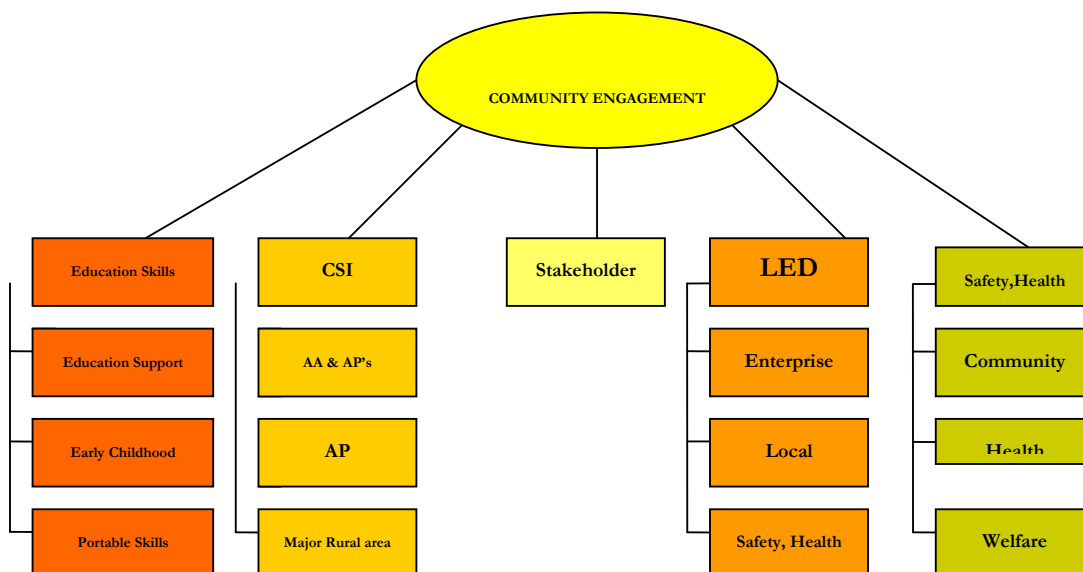 COMMUNITY ENGAGEMENT
Education Skills
CSI
Stakeholder
LED
Safety,Health
Education Support
AA & AP’s
Enterprise
Community
Early Childhood
AP
Local
Health
Portable Skills
Major Rural area
Safety, Health
Welfare